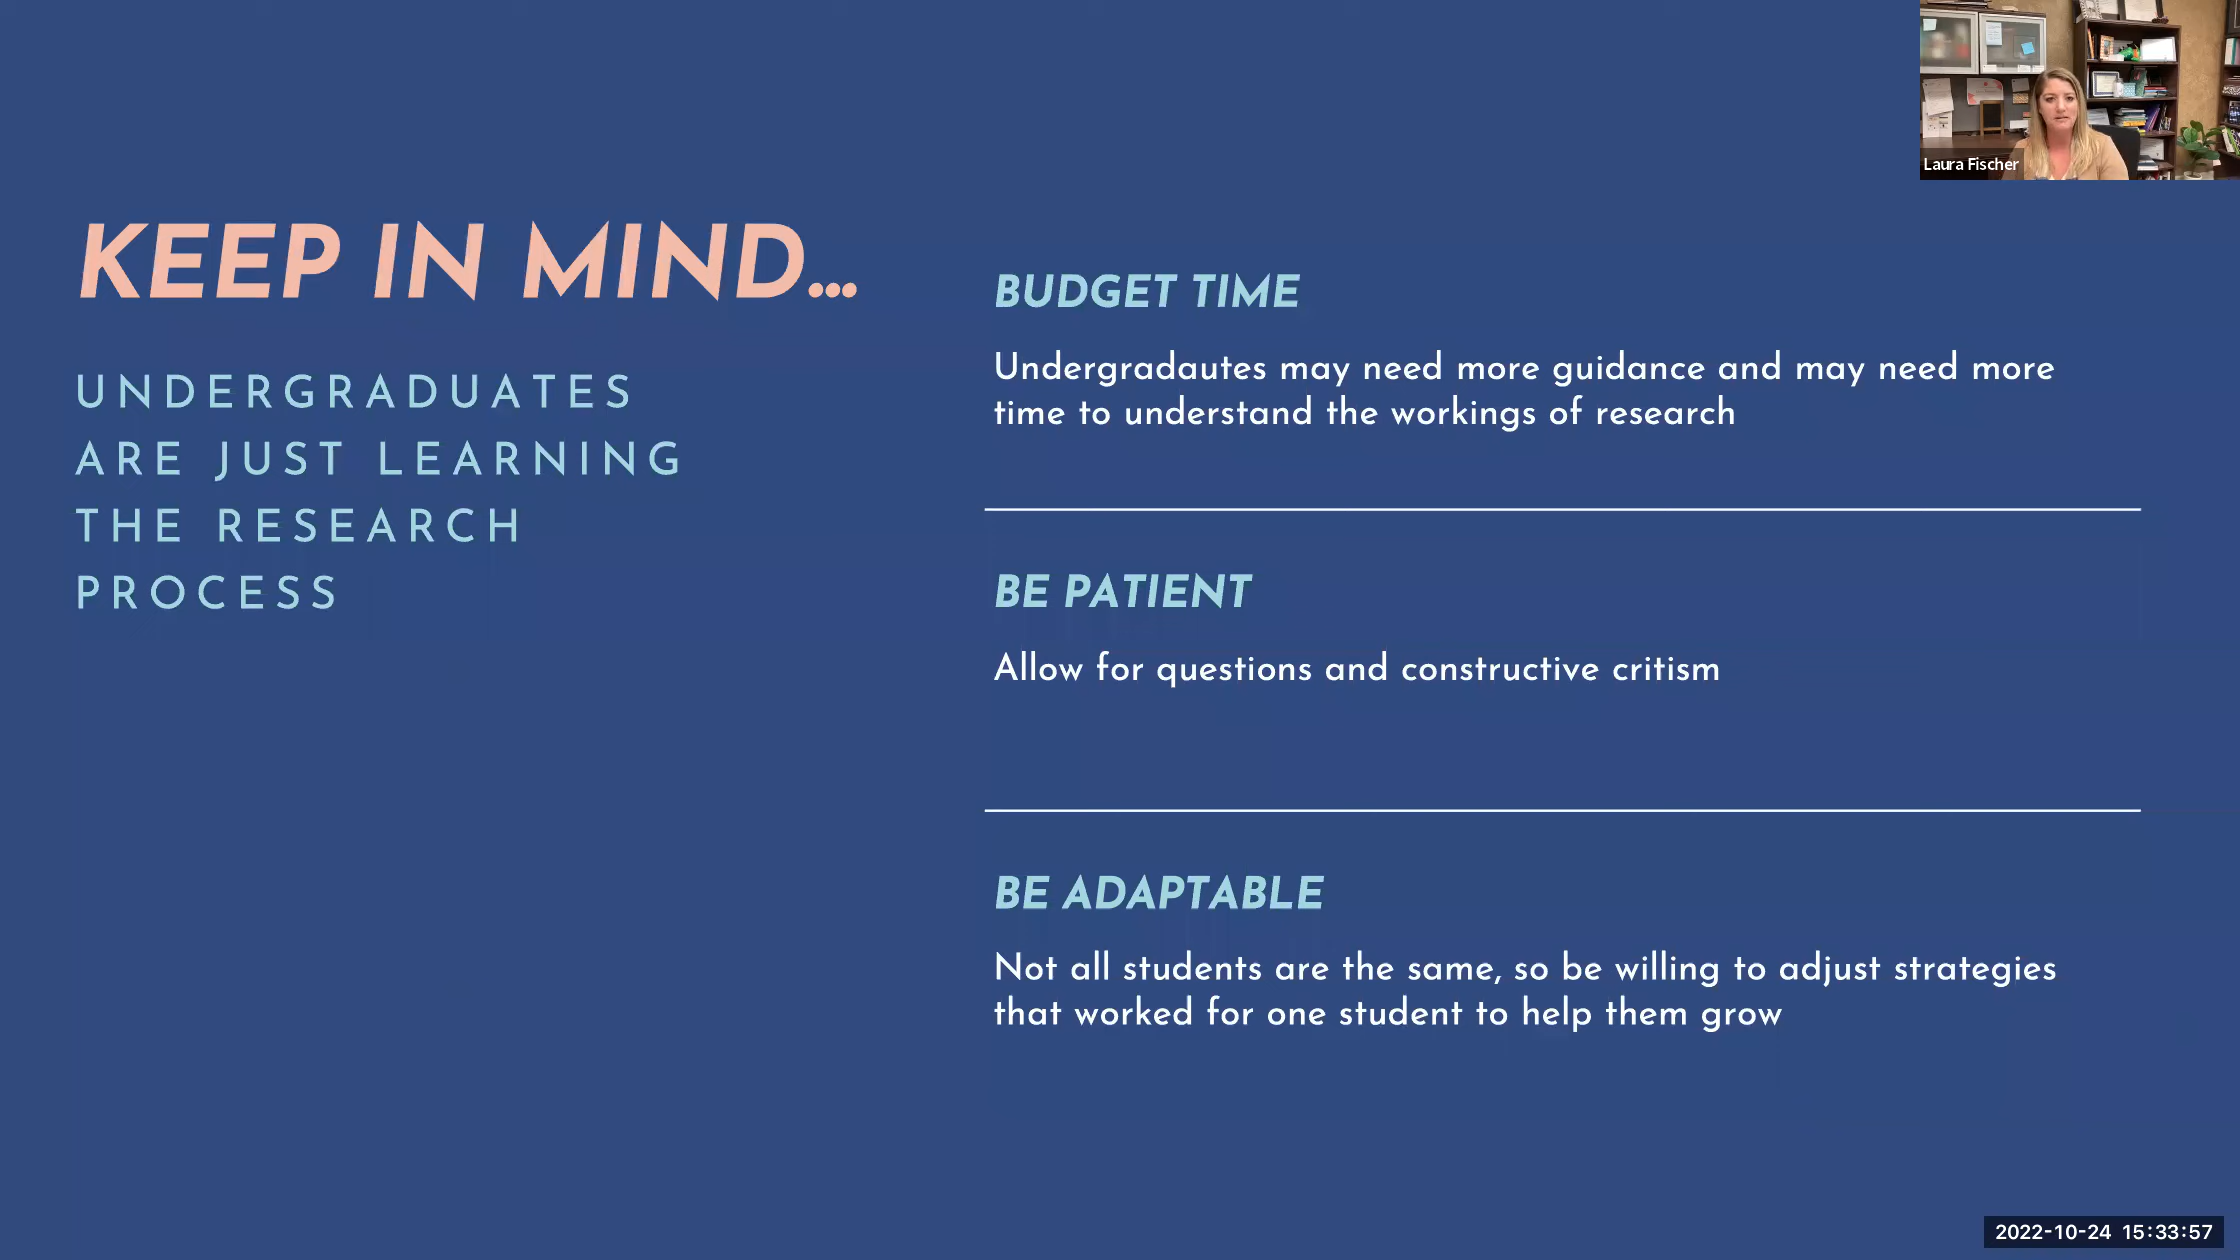 Laura Fischer
KEEP IN MIND...
UNDERGRADUATES
ARE JUST LEARNING
THE RESEARCH
PROCESS
BUDGET TIME
Undergradautes may need more guidance and may need more
time to understand the workings of research
BE PATIENT
Allow for questions and constructive critism
BE ADAPTABLE
Not all students are the same, so be willing to adjust strategies
that worked for one student to help them grow
2022-10-24 15:33:57